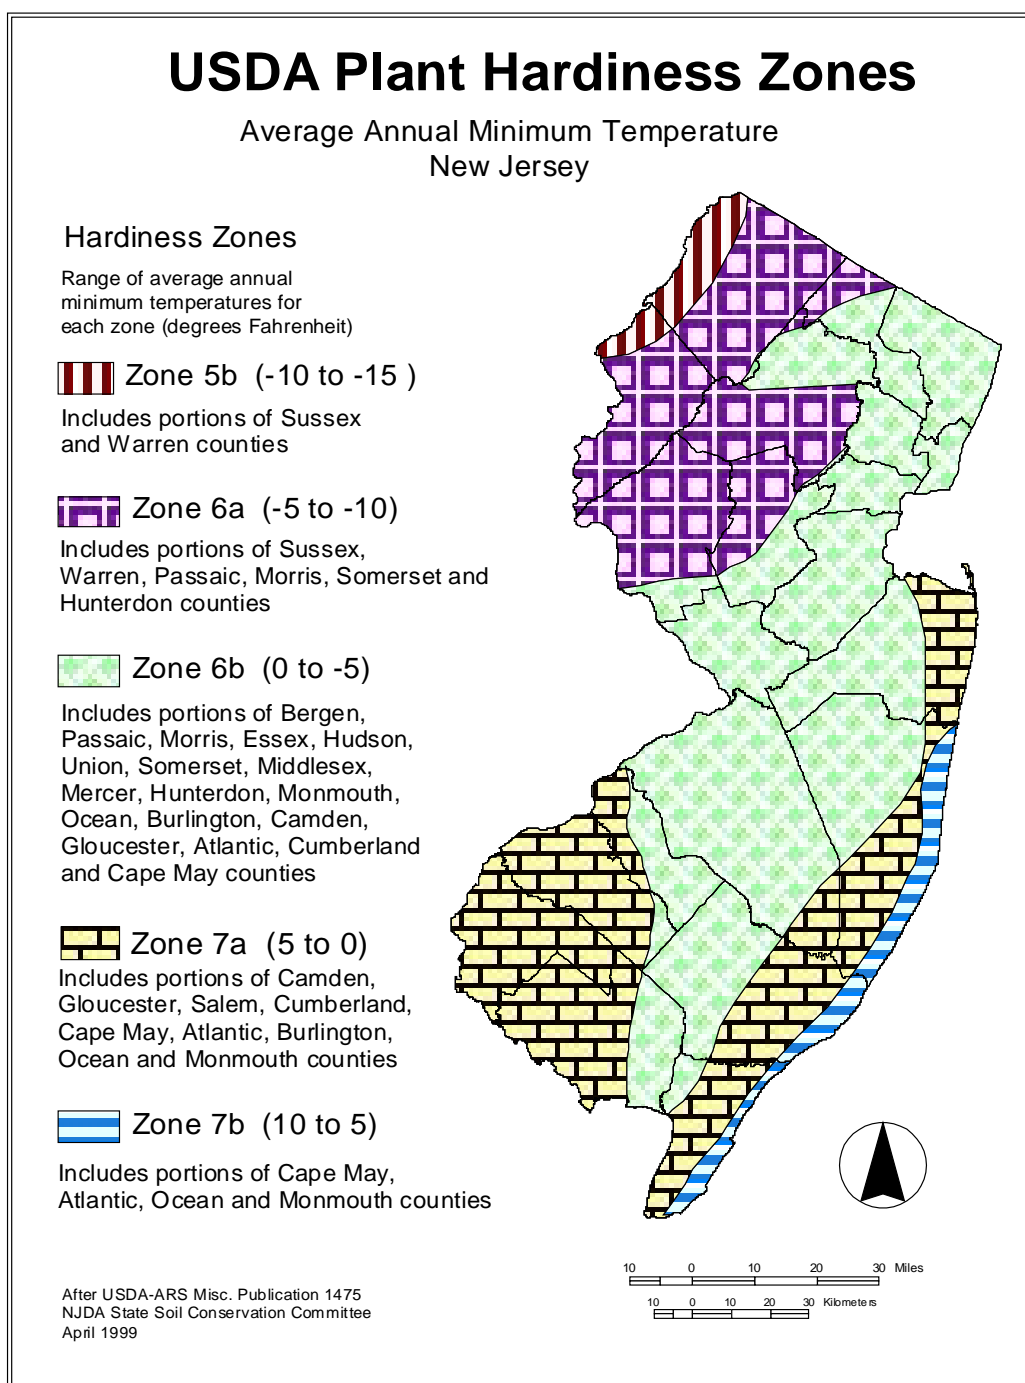 USDA Plant Hardiness Zones
Average Annual Minimum Temperature
New Jersey
Hardiness Zones
Range of average annual
minimum temperatures for
each zone (degrees Fahrenheit)
Zone 5b (-10 to -15 )
Includes portions of Sussex
and Warren counties
Zone 6a (-5 to -10)
Includes portions of Sussex,
Warren, Passaic, Morris, Somerset and
Hunterdon counties
Zone 6b (0 to -5)
Includes portions of Bergen,
Passaic, Morris, Essex, Hudson,
Union, Somerset, Middlesex,
Mercer, Hunterdon, Monmouth,
Ocean, Burlington, Camden,
Gloucester, Atlantic, Cumberland
and Cape May counties
Zone 7a (5 to 0)
Includes portions of Camden,
Gloucester, Salem, Cumberland,
Cape May, Atlantic, Burlington,
Ocean and Monmouth counties
Zone 7b (10 to 5)
Includes portions of Cape May,
Atlantic, Ocean and Monmouth counties
10 0 10 20 30 Miles
10 0 10 20 30 Kilometers
After USDA-ARS Misc. Publication 1475
NJDA State Soil Conservation Committee
April 1999